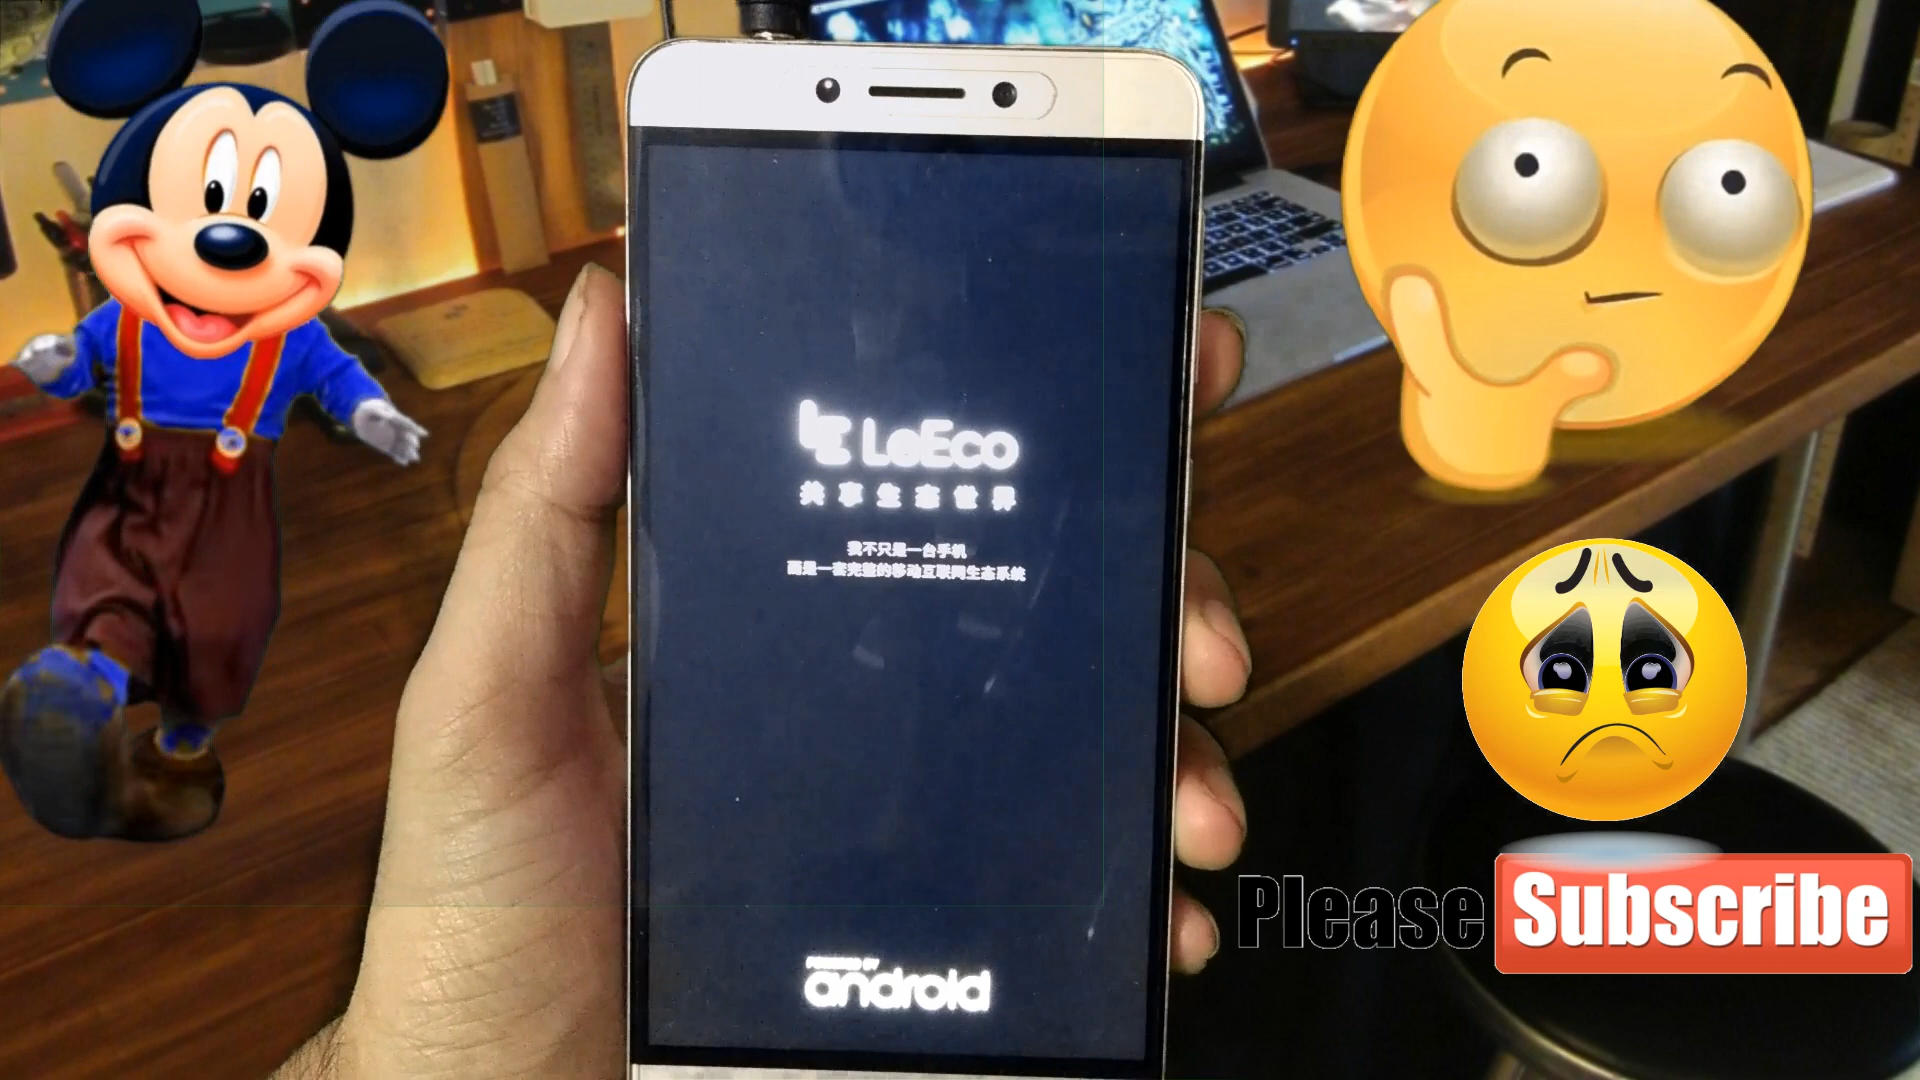 LeEco
共享生态世界
我不只是一台手机
而是一套完整的移动互联网生态系统
POWERED BY
android
Please Subscribe